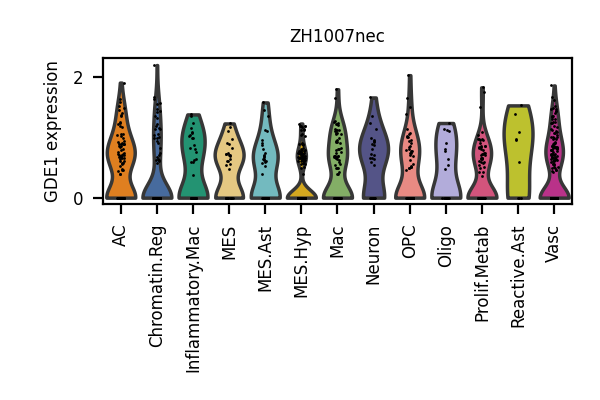 ZH1007nec
GDE1 expression
2
0
AC
Chromatin.Reg
Inflammatory.Mac
MES
MES.Ast
MES.Hyp
Mac
Neuron
OPC
Oligo
Prolif.Metab
Reactive.Ast
Vasc